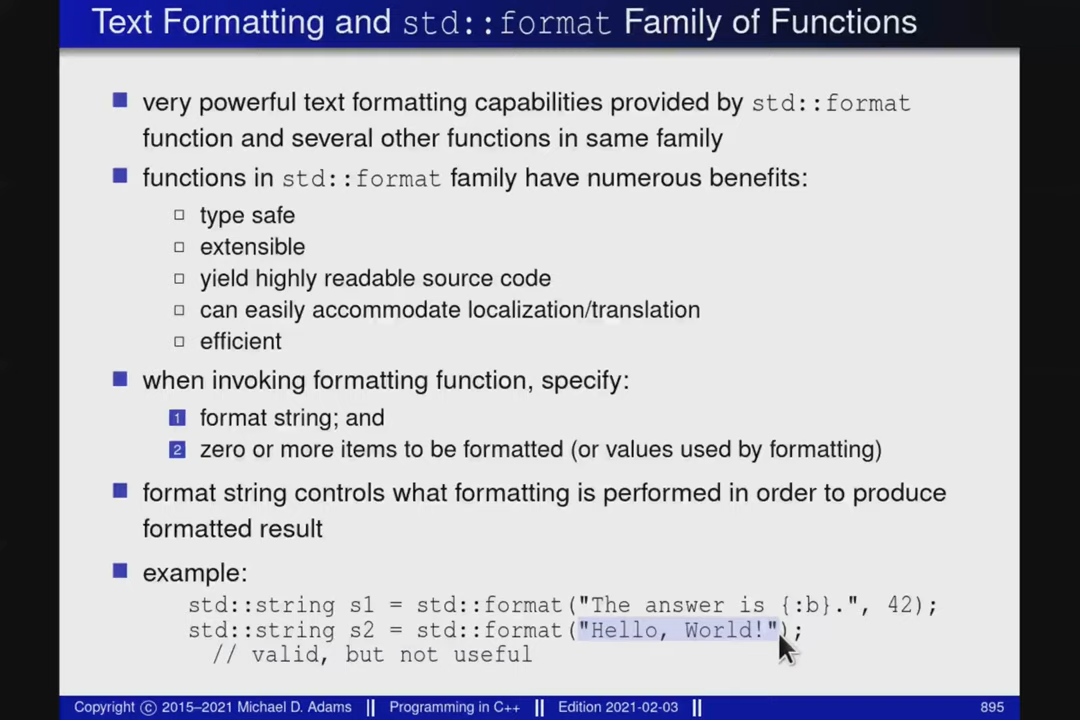 Text Formatting and std::format Family of Functions
very powerful text formatting capabilities provided by std::format
function and several other functions in same family
functions in std::format family have numerous benefits:
type safe
extensible
yield highly readable source code
can easily accommodate localization/translation
efficient
when invoking formatting function, specify:
1 format string; and
2 zero or more items to be formatted (or values used by formatting)
format string controls what formatting is performed in order to produce
formatted result
example:
std::string s1 = std::format("The answer is {:b}.", 42);
std::string s2 = std::format("Hello, World!");
// valid, but not useful
Copyright © 2015–2021 Michael D. Adams || Programming in C++ || Edition 2021-02-03 || 895